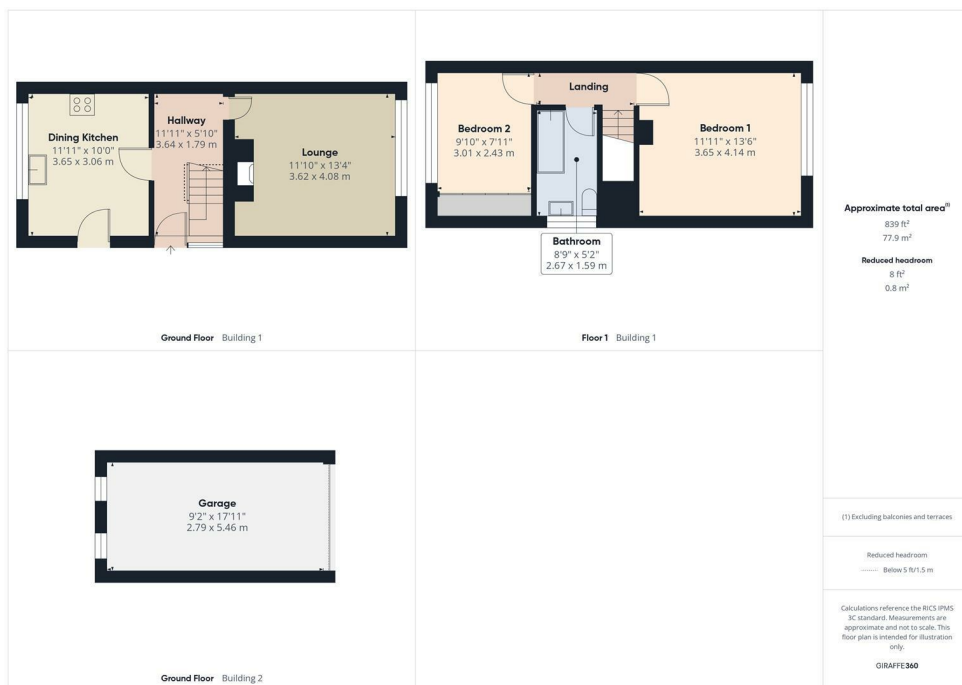 Dining Kitchen
11'11" x 10'0"
3.65 x 3.06 m
Hallway
11'11" x 5'10"
3.64 x 1.79 m
Lounge
11'10" x 13'4"
3.62 x 4.08 m
Ground Floor Building 1
Landing
Bedroom 2
9'10" x 7'11"
3.01 x 2.43 m
Bedroom 1
11'11" x 13'6"
3.65 x 4.14 m
Bathroom
8'9" x 5'2"
2.67 x 1.59 m
Floor 1 Building 1
Garage
9'2" x 17'11"
2.79 x 5.46 m
Ground Floor Building 2
Approximate total area⁽¹⁾
839 ft²
77.9 m²
Reduced headroom
8 ft²
0.8 m²
(1) Excluding balconies and terraces
Reduced headroom
Below 5 ft/1.5 m
Calculations reference the RICS IPMS
3C standard. Measurements are
approximate and not to scale. This
floor plan is intended for illustration
only.
GIRAFFE360